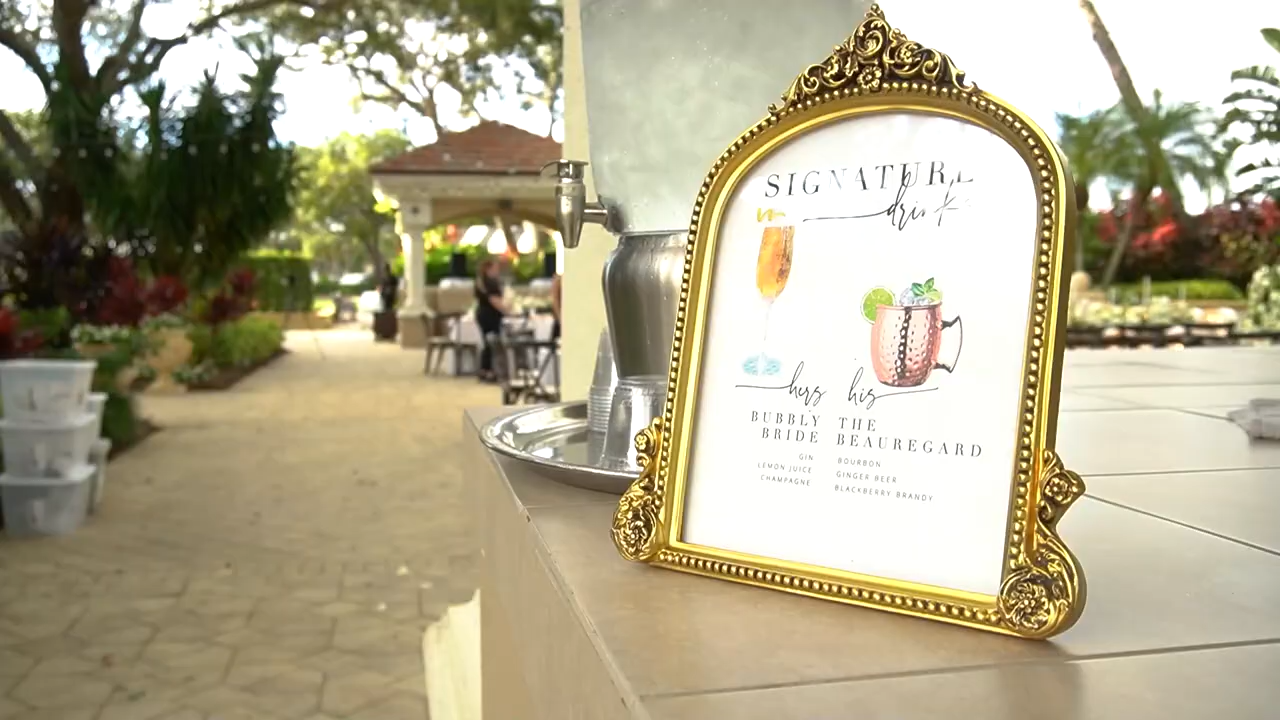 SIGNATURE
drinks
hers his
BUBBLY THE
BRIDE BEAUREGARD
GIN BOURBON
LEMON JUICE GINGER BEER
CHAMPAGNE BLACKBERRY BRANDY